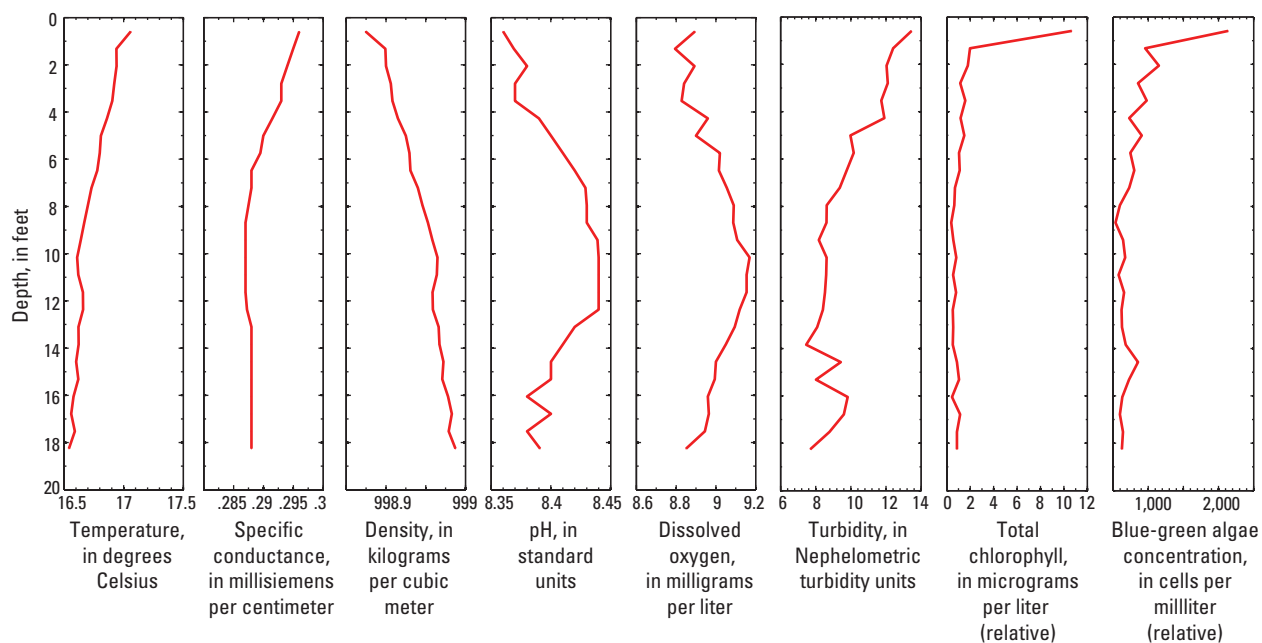 0
2
4
6
8
10
12
14
16
18
20
Depth, in feet
16.5 17 17.5
.285 .29 .295 .3
998.9 999
8.35 8.4 8.45
8.6 8.8 9 9.2
6 8 10 12 14
0 2 4 6 8 10 12
1,000 2,000
Temperature,
in degrees
Celsius
Specific
conductance,
in millisiemens
per centimeter
Density, in
kilograms
per cubic
meter
pH, in
standard
units
Dissolved
oxygen,
in milligrams
per liter
Turbidity, in
Nephelometric
turbidity units
Total
chlorophyll,
in micrograms
per liter
(relative)
Blue-green algae
concentration,
in cells per
millliter
(relative)